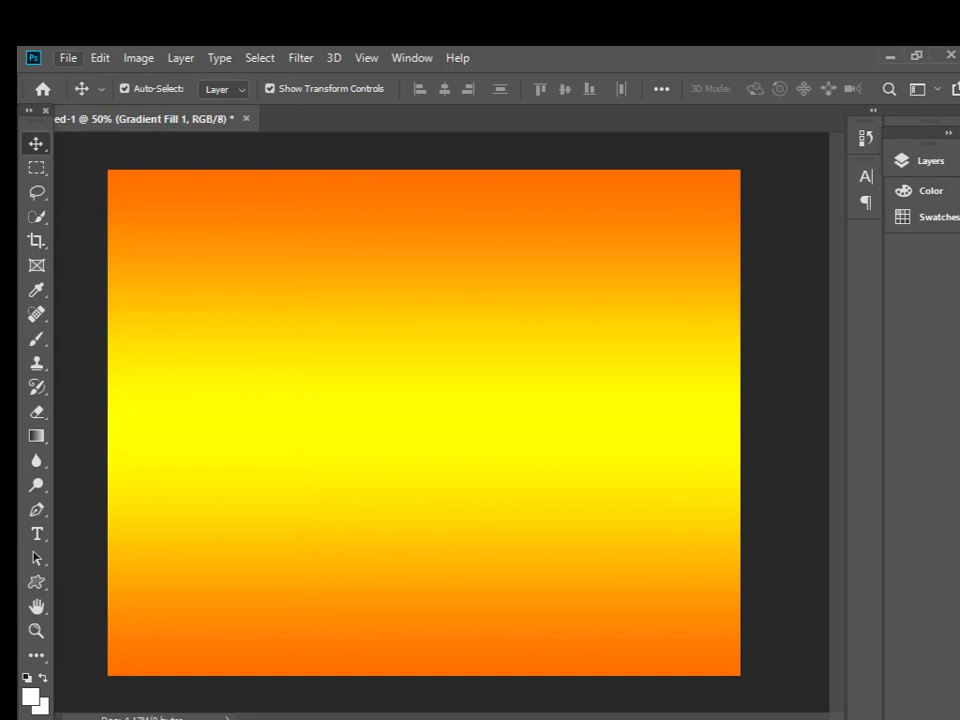 Ps File Edit Image Layer Type Select Filter 3D View Window Help
Auto-Select: Layer Show Transform Controls 3D Mode:
ed-1 @ 50% (Gradient Fill 1, RGB/8) *
Layers
Color
Swatches